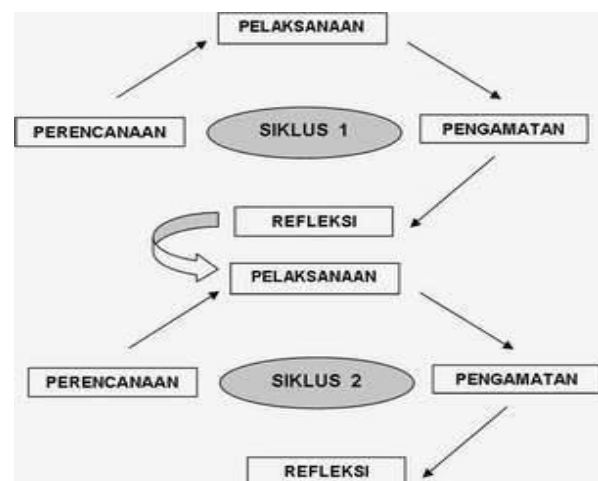 PELAKSANAAN
PERENCANAAN
SIKLUS 1
PENGAMATAN
REFLEKSI
PELAKSANAAN
PERENCANAAN
SIKLUS 2
PENGAMATAN
REFLEKSI